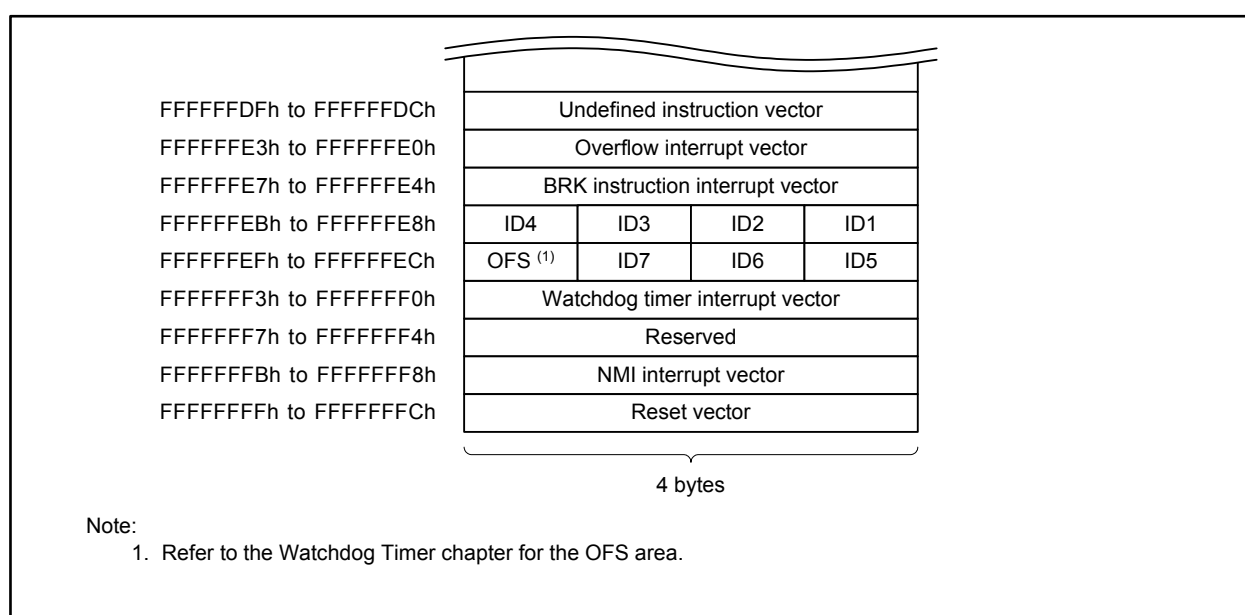 FFFFFFDFh to FFFFFFDCh Undefined instruction vector
FFFFFFE3h to FFFFFFE0h Overflow interrupt vector
FFFFFFE7h to FFFFFFE4h BRK instruction interrupt vector
FFFFFFEBh to FFFFFFE8h ID4 ID3 ID2 ID1
FFFFFFEFh to FFFFFFECh OFS (1) ID7 ID6 ID5
FFFFFFF3h to FFFFFFF0h Watchdog timer interrupt vector
FFFFFFF7h to FFFFFFF4h Reserved
FFFFFFFBh to FFFFFFF8h NMI interrupt vector
FFFFFFFFh to FFFFFFFCh Reset vector
4 bytes
Note:
1. Refer to the Watchdog Timer chapter for the OFS area.